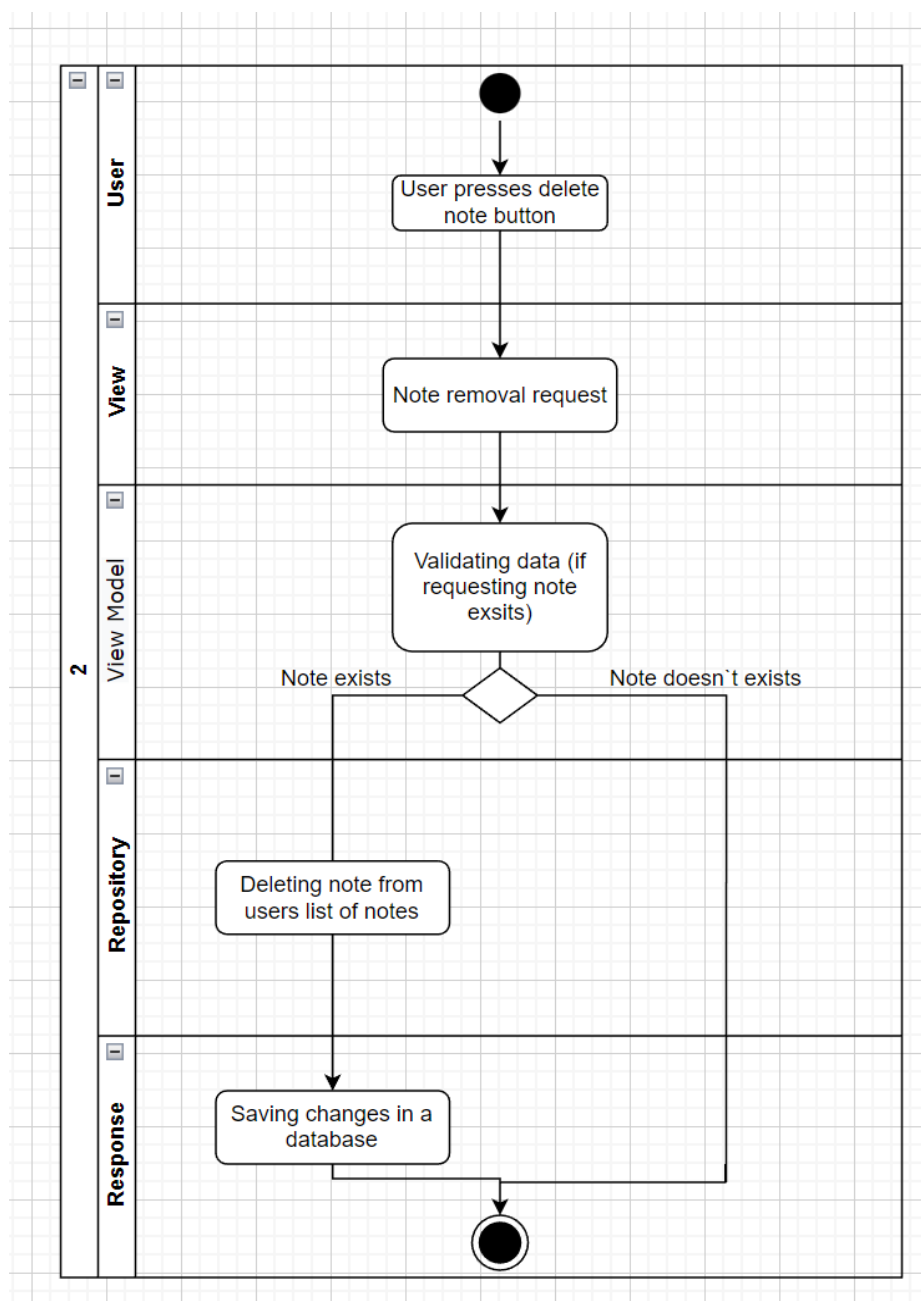 2
User
User presses delete
note button
View
Note removal request
View Model
Validating data (if
requesting note
exsits)
Note exists
Note doesn`t exists
Repository
Deleting note from
users list of notes
Response
Saving changes in a
database